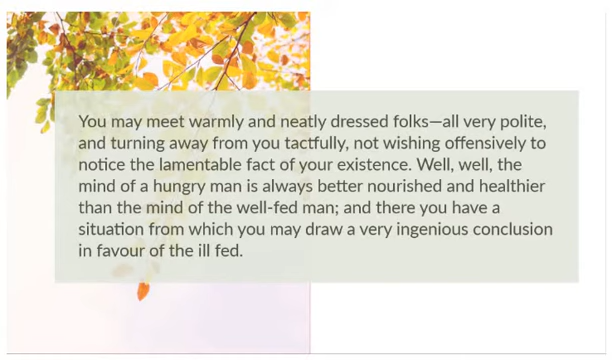 You may meet warmly and neatly dressed folks—all very polite,
and turning away from you tactfully, not wishing offensively to
notice the lamentable fact of your existence. Well, well, the
mind of a hungry man is always better nourished and healthier
than the mind of the well-fed man; and there you have a
situation from which you may draw a very ingenious conclusion
in favour of the ill fed.